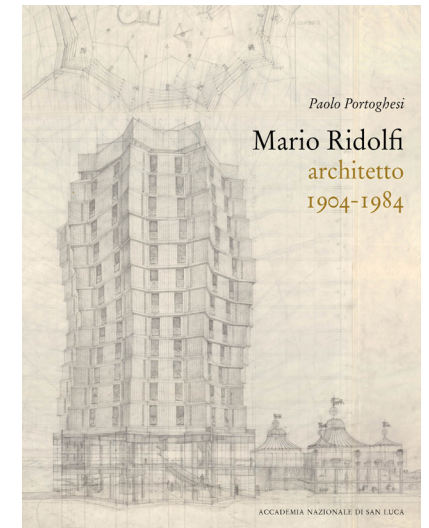 Paolo Portoghesi
Mario Ridolfi
architetto
1904-1984
ACCADEMIA NAZIONALE DI SAN LUCA